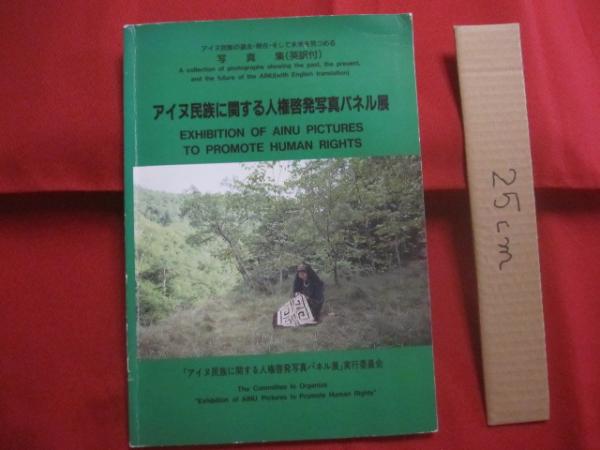 アイヌ民族の過去・現在・そして未来を見つめる
写真集(英訳付)
A collection of photographs showing the past, the present,
and the future of the AINU(with English translation)
アイヌ民族に関する人権啓発写真パネル展
EXHIBITION OF AINU PICTURES
TO PROMOTE HUMAN RIGHTS
「アイヌ民族に関する人権啓発写真パネル展」実行委員会
The Committee to Organize
"Exhibition of AINU Pictures to Promote Human Rights"
25cm